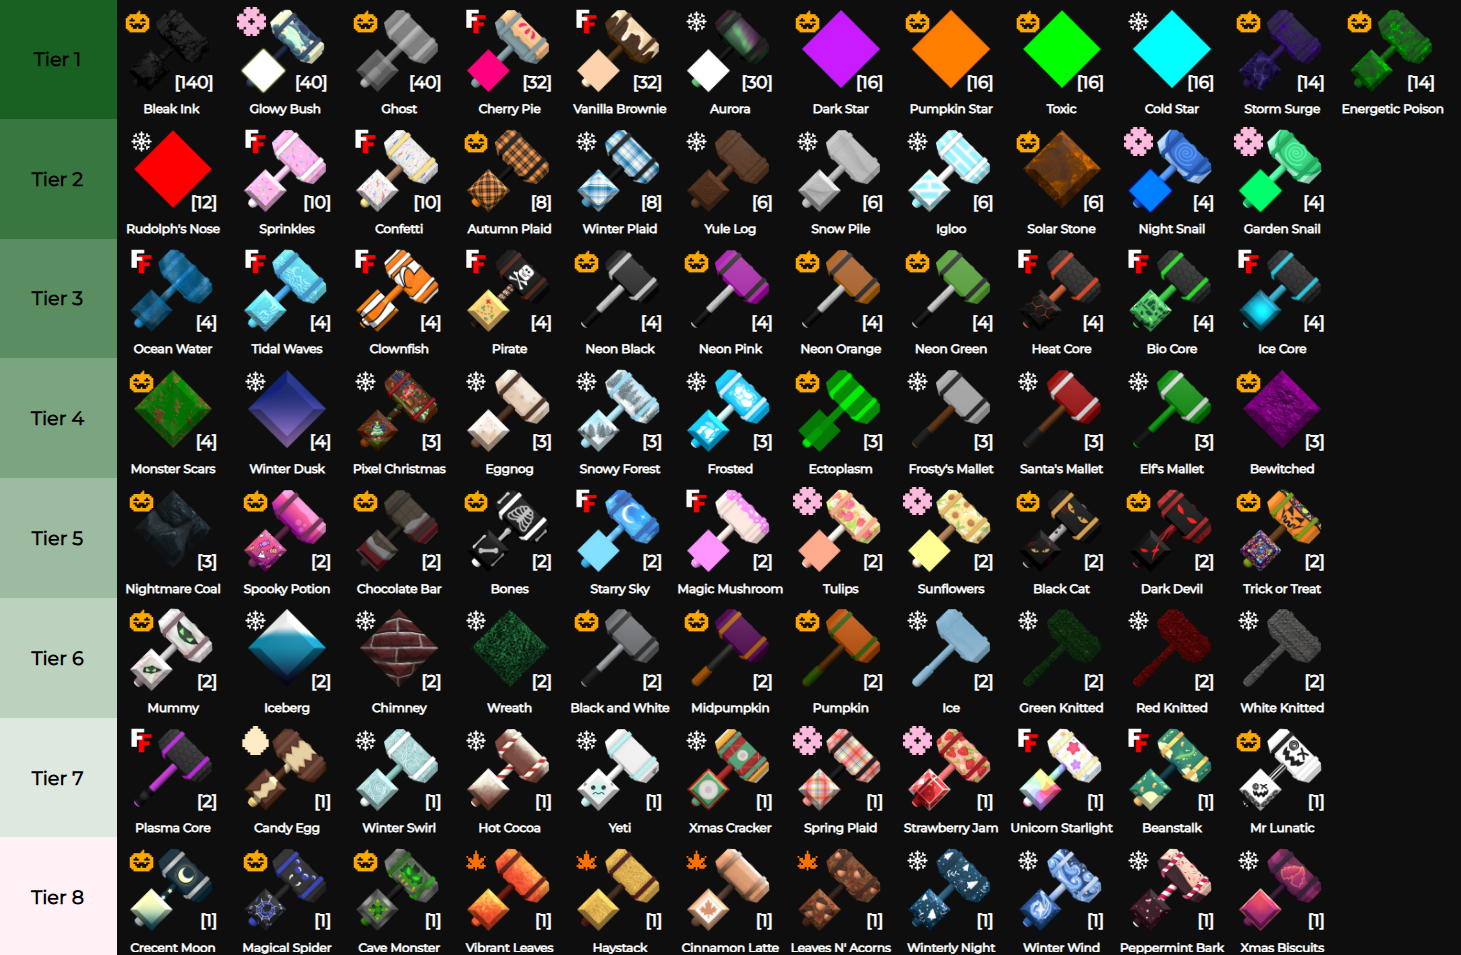 Tier 1
[140] [40] [40] [32] [32] [30] [16] [16] [16] [16] [14] [14]
Bleak Ink Glowy Bush Ghost Cherry Pie Vanilla Brownie Aurora Dark Star Pumpkin Star Toxic Cold Star Storm Surge Energetic Poison
Tier 2
[12] [10] [10] [8] [8] [6] [6] [6] [6] [4] [4]
Rudolph's Nose Sprinkles Confetti Autumn Plaid Winter Plaid Yule Log Snow Pile Igloo Solar Stone Night Snail Garden Snail
Tier 3
[4] [4] [4] [4] [4] [4] [4] [4] [4] [4] [4]
Ocean Water Tidal Waves Clownfish Pirate Neon Black Neon Pink Neon Orange Neon Green Heat Core Bio Core Ice Core
Tier 4
[4] [4] [3] [3] [3] [3] [3] [3] [3] [3] [3]
Monster Scars Winter Dusk Pixel Christmas Eggnog Snowy Forest Frosted Ectoplasm Frosty's Mallet Santa's Mallet Elf's Mallet Bewitched
Tier 5
[3] [2] [2] [2] [2] [2] [2] [2] [2] [2] [2]
Nightmare Coal Spooky Potion Chocolate Bar Bones Starry Sky Magic Mushroom Tulips Sunflowers Black Cat Dark Devil Trick or Treat
Tier 6
[2] [2] [2] [2] [2] [2] [2] [2] [2] [2] [2]
Mummy Iceberg Chimney Wreath Black and White Midpumpkin Pumpkin Ice Green Knitted Red Knitted White Knitted
Tier 7
[2] [1] [1] [1] [1] [1] [1] [1] [1] [1] [1]
Plasma Core Candy Egg Winter Swirl Hot Cocoa Yeti Xmas Cracker Spring Plaid Strawberry Jam Unicorn Starlight Beanstalk Mr Lunatic
Tier 8
[1] [1] [1] [1] [1] [1] [1] [1] [1] [1] [1]
Crecent Moon Magical Spider Cave Monster Vibrant Leaves Haystack Cinnamon Latte Leaves N' Acorns Winterly Night Winter Wind Peppermint Bark Xmas Biscuits